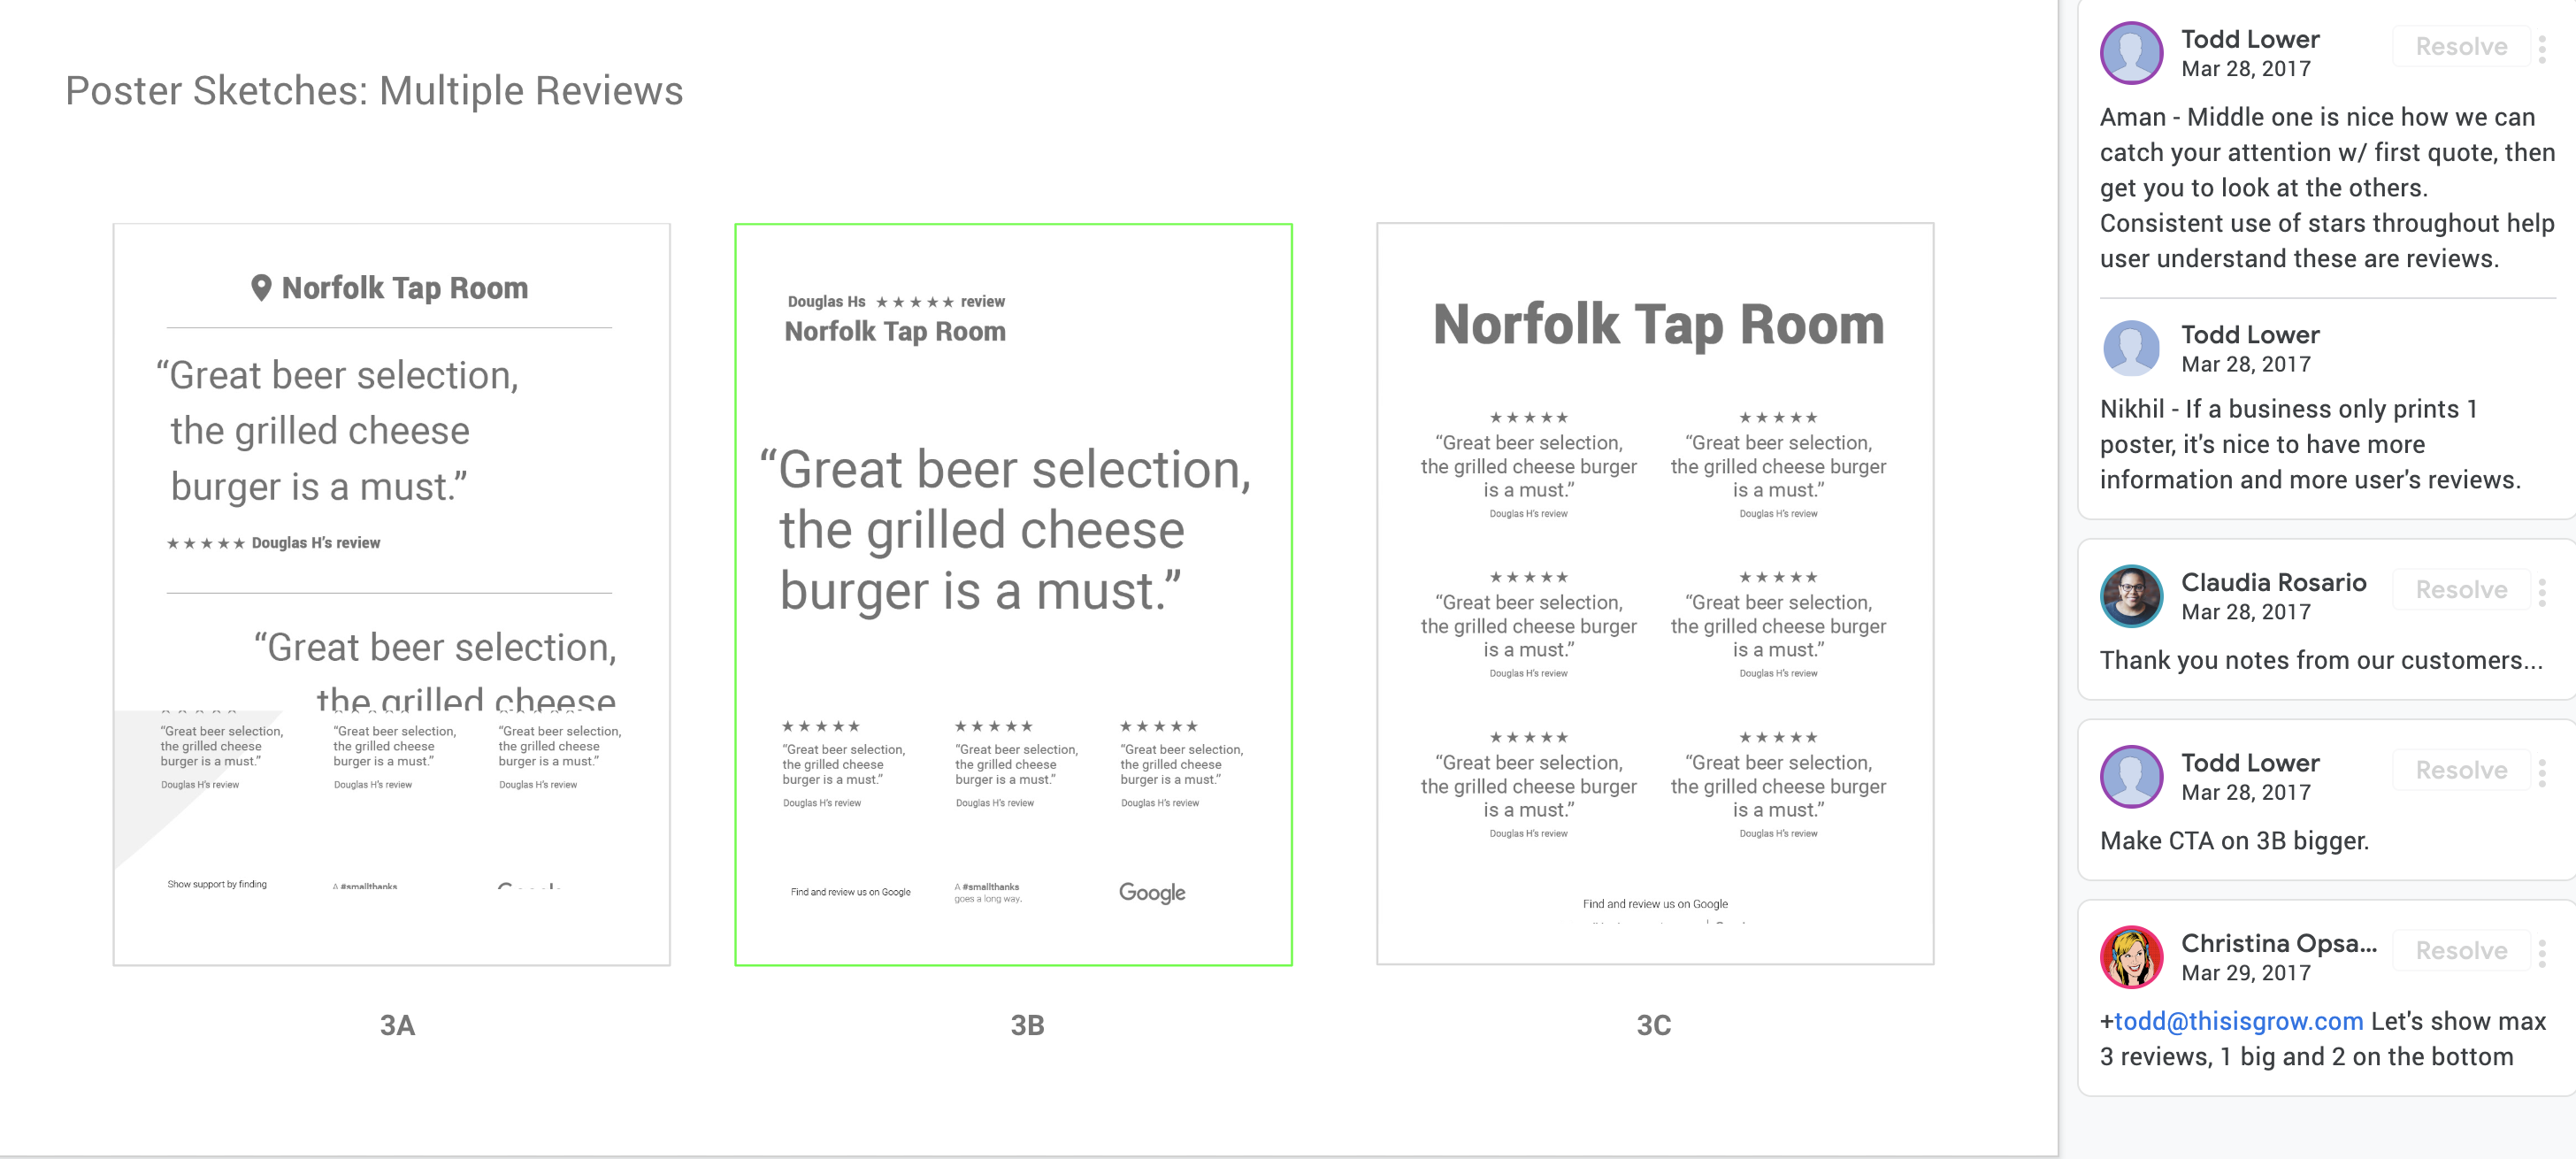 Poster Sketches: Multiple Reviews
Norfolk Tap Room
“Great beer selection,
the grilled cheese
burger is a must.”
★★★★★ Douglas H's review
“Great beer selection,
the grilled cheese
“Great beer selection,
the grilled cheese
burger is a must.”
Douglas H's review
“Great beer selection,
the grilled cheese
burger is a must.”
Douglas H's review
“Great beer selection,
the grilled cheese
burger is a must.”
Douglas H's review
Show support by finding
A #smallthanks
3A
Douglas Hs ★★★★★ review
Norfolk Tap Room
“Great beer selection,
the grilled cheese
burger is a must.”
★★★★★
“Great beer selection,
the grilled cheese
burger is a must.”
Douglas H's review
★★★★★
“Great beer selection,
the grilled cheese
burger is a must.”
Douglas H's review
★★★★★
“Great beer selection,
the grilled cheese
burger is a must.”
Douglas H's review
Find and review us on Google
A #smallthanks
goes a long way.
Google
3B
Norfolk Tap Room
★★★★★
“Great beer selection,
the grilled cheese burger
is a must.”
Douglas H's review
★★★★★
“Great beer selection,
the grilled cheese burger
is a must.”
Douglas H's review
★★★★★
“Great beer selection,
the grilled cheese burger
is a must.”
Douglas H's review
★★★★★
“Great beer selection,
the grilled cheese burger
is a must.”
Douglas H's review
★★★★★
“Great beer selection,
the grilled cheese burger
is a must.”
Douglas H's review
★★★★★
“Great beer selection,
the grilled cheese burger
is a must.”
Douglas H's review
Find and review us on Google
3C
Todd Lower
Resolve
Mar 28, 2017
Aman - Middle one is nice how we can
catch your attention w/ first quote, then
get you to look at the others.
Consistent use of stars throughout help
user understand these are reviews.
Todd Lower
Mar 28, 2017
Nikhil - If a business only prints 1
poster, it's nice to have more
information and more user's reviews.
Claudia Rosario
Resolve
Mar 28, 2017
Thank you notes from our customers...
Todd Lower
Resolve
Mar 28, 2017
Make CTA on 3B bigger.
Christina Opsa...
Resolve
Mar 29, 2017
+todd@thisisgrow.com Let's show max
3 reviews, 1 big and 2 on the bottom